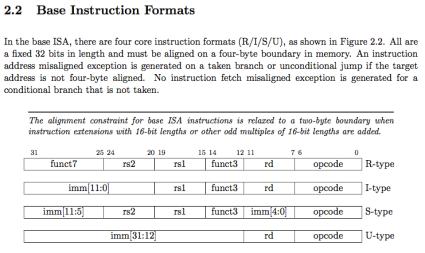 2.2 Base Instruction Formats
In the base ISA, there are four core instruction formats (R/I/S/U), as shown in Figure 2.2. All are
a fixed 32 bits in length and must be aligned on a four-byte boundary in memory. An instruction
address misaligned exception is generated on a taken branch or unconditional jump if the target
address is not four-byte aligned. No instruction fetch misaligned exception is generated for a
conditional branch that is not taken.
The alignment constraint for base ISA instructions is relaxed to a two-byte boundary when
instruction extensions with 16-bit lengths or other odd multiples of 16-bit lengths are added.
31 25 24 20 19 15 14 12 11 7 6 0
funct7 rs2 rs1 funct3 rd opcode R-type
imm[11:0] rs1 funct3 rd opcode I-type
imm[11:5] rs2 rs1 funct3 imm[4:0] opcode S-type
imm[31:12] rd opcode U-type